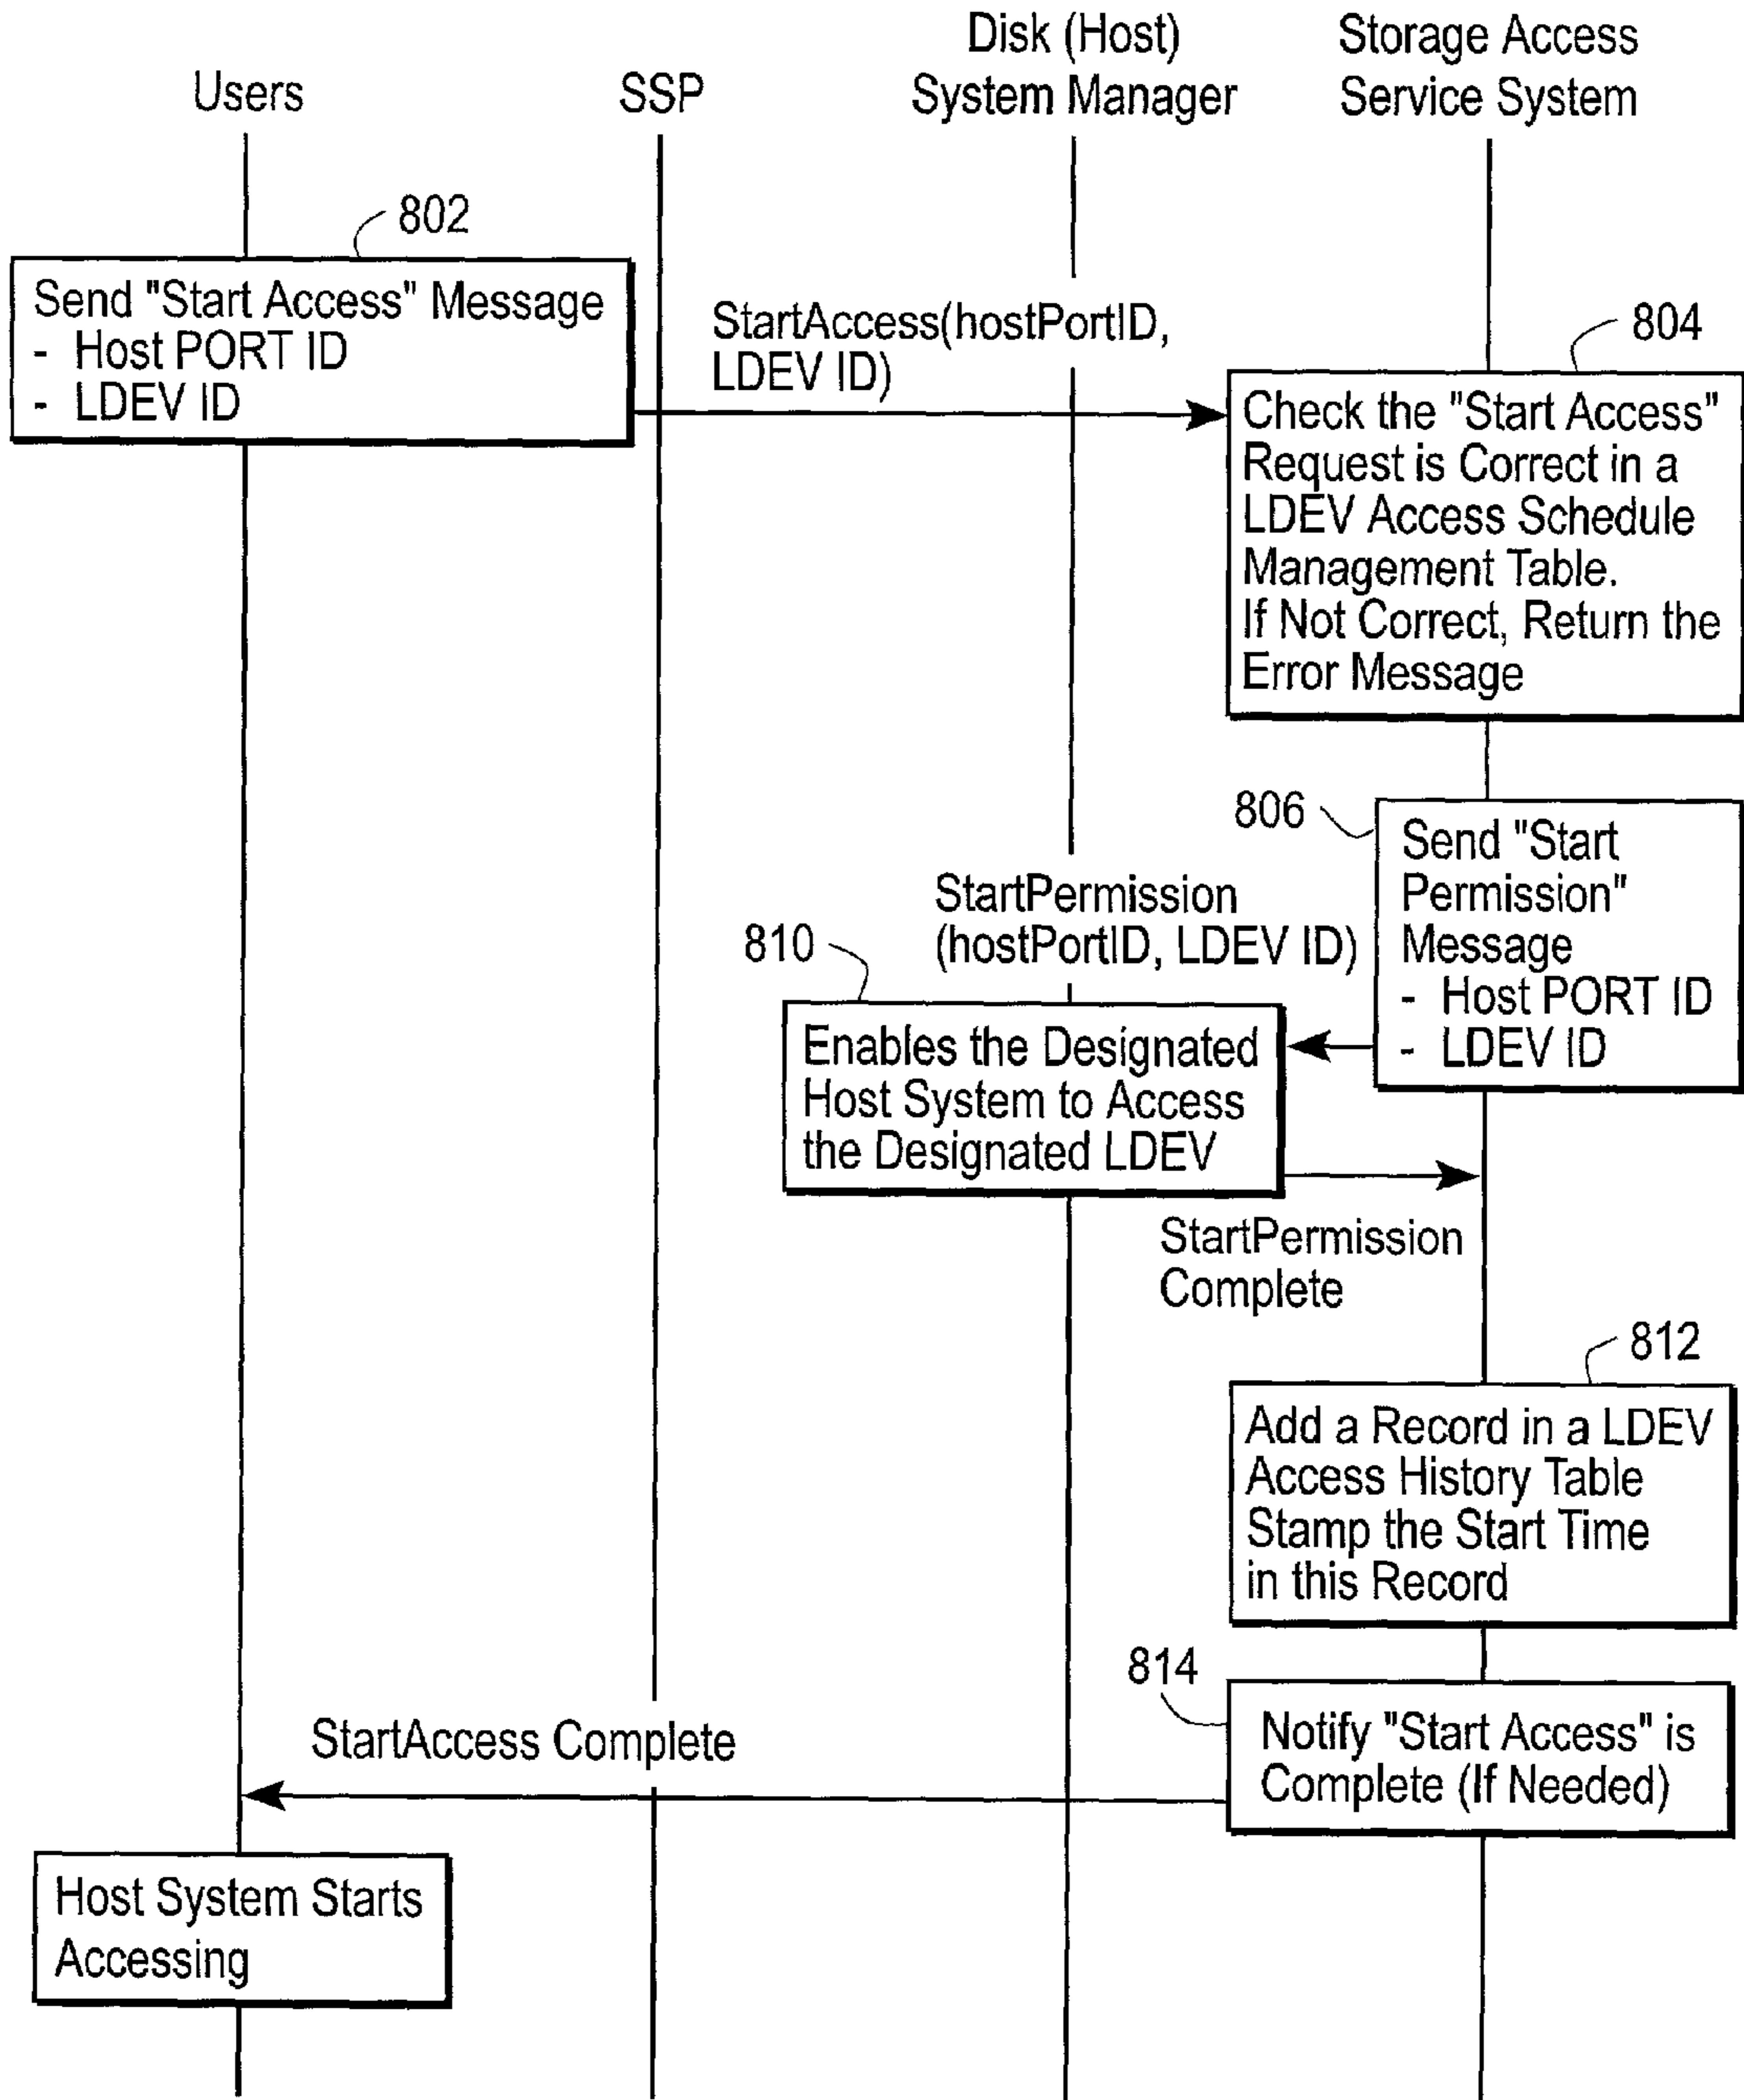 Users
SSP
Disk (Host)
System Manager
Storage Access
Service System
802
Send "Start Access" Message
- Host PORT ID
- LDEV ID
StartAccess(hostPortID,
LDEV ID)
804
Check the "Start Access"
Request is Correct in a
LDEV Access Schedule
Management Table.
If Not Correct, Return the
Error Message
806
Send "Start
Permission"
Message
- Host PORT ID
- LDEV ID
StartPermission
(hostPortID, LDEV ID)
810
Enables the Designated
Host System to Access
the Designated LDEV
StartPermission
Complete
812
Add a Record in a LDEV
Access History Table
Stamp the Start Time
in this Record
814
Notify "Start Access" is
Complete (If Needed)
StartAccess Complete
Host System Starts
Accessing